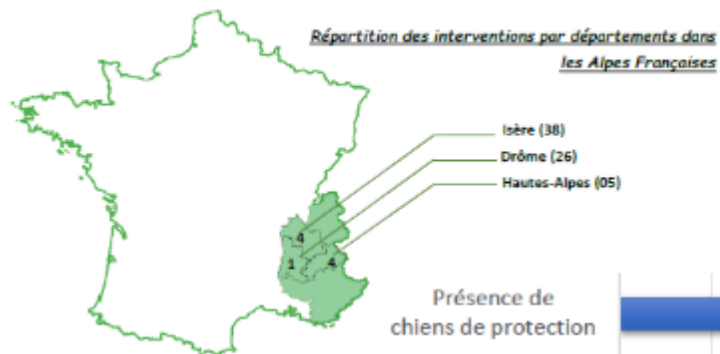 Répartition des interventions par départements dans
les Alpes Françaises
Isère (38)
Drôme (26)
Hautes-Alpes (05)
4
1
4
Présence de
chiens de protection